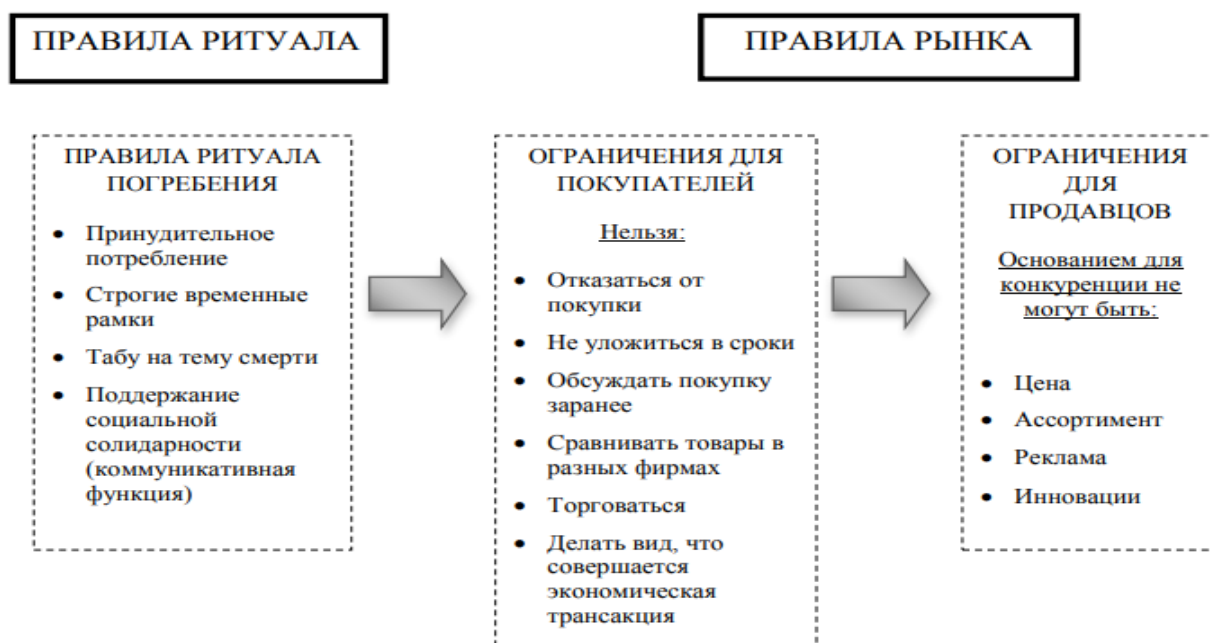 ПРАВИЛА РИТУАЛА
ПРАВИЛА РЫНКА
ПРАВИЛА РИТУАЛА
ПОГРЕБЕНИЯ
• Принудительное
потребление
• Строгие временные
рамки
• Табу на тему смерти
• Поддержание
социальной
солидарности
(коммуникативная
функция)
ОГРАНИЧЕНИЯ ДЛЯ
ПОКУПАТЕЛЕЙ
Нельзя:
• Отказаться от
покупки
• Не уложиться в сроки
• Обсуждать покупку
заранее
• Сравнивать товары в
разных фирмах
• Торговаться
• Делать вид, что
совершается
экономическая
трансакция
ОГРАНИЧЕНИЯ
ДЛЯ
ПРОДАВЦОВ
Основанием для
конкуренции не
могут быть:
• Цена
• Ассортимент
• Реклама
• Инновации